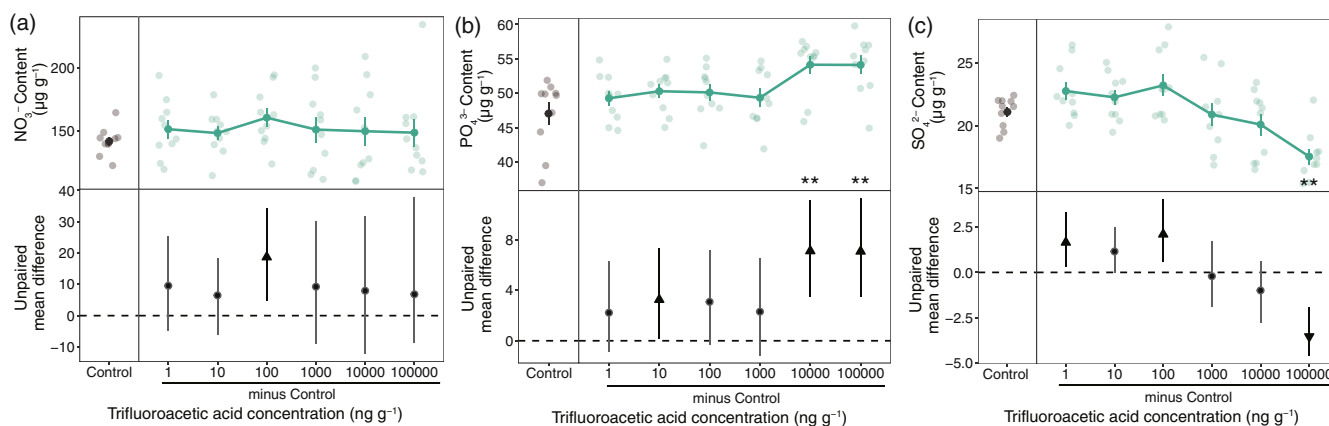 (a)
NO₃⁻ Content
(µg g⁻¹)
200
150
40
30
20
10
0
−10
Unpaired
mean difference
Control
1
10
100
1000
10000
100000
minus Control
Trifluoroacetic acid concentration (ng g⁻¹)
(b)
PO₄³⁻ Content
(µg g⁻¹)
60
55
50
45
40
**
**
8
4
0
Unpaired
mean difference
Control
1
10
100
1000
10000
100000
minus Control
Trifluoroacetic acid concentration (ng g⁻¹)
(c)
SO₄²⁻ Content
(µg g⁻¹)
25
20
15
**
2.5
0.0
−2.5
−5.0
Unpaired
mean difference
Control
1
10
100
1000
10000
100000
minus Control
Trifluoroacetic acid concentration (ng g⁻¹)